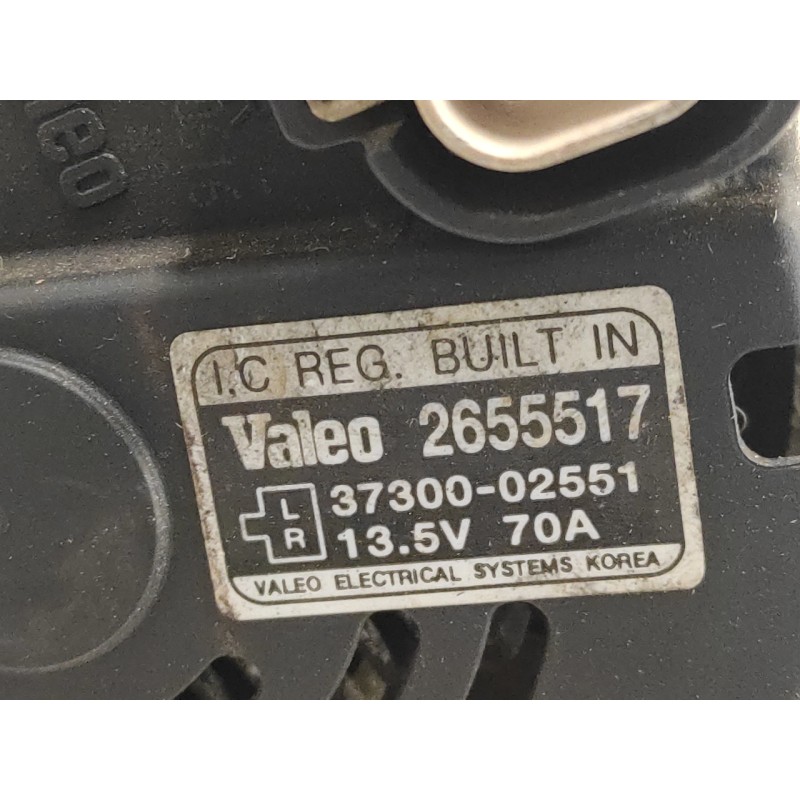 I.C REG. BUILT IN
Valeo 2655517
L
R
37300-02551
13.5V 70A
VALEO ELECTRICAL SYSTEMS KOREA